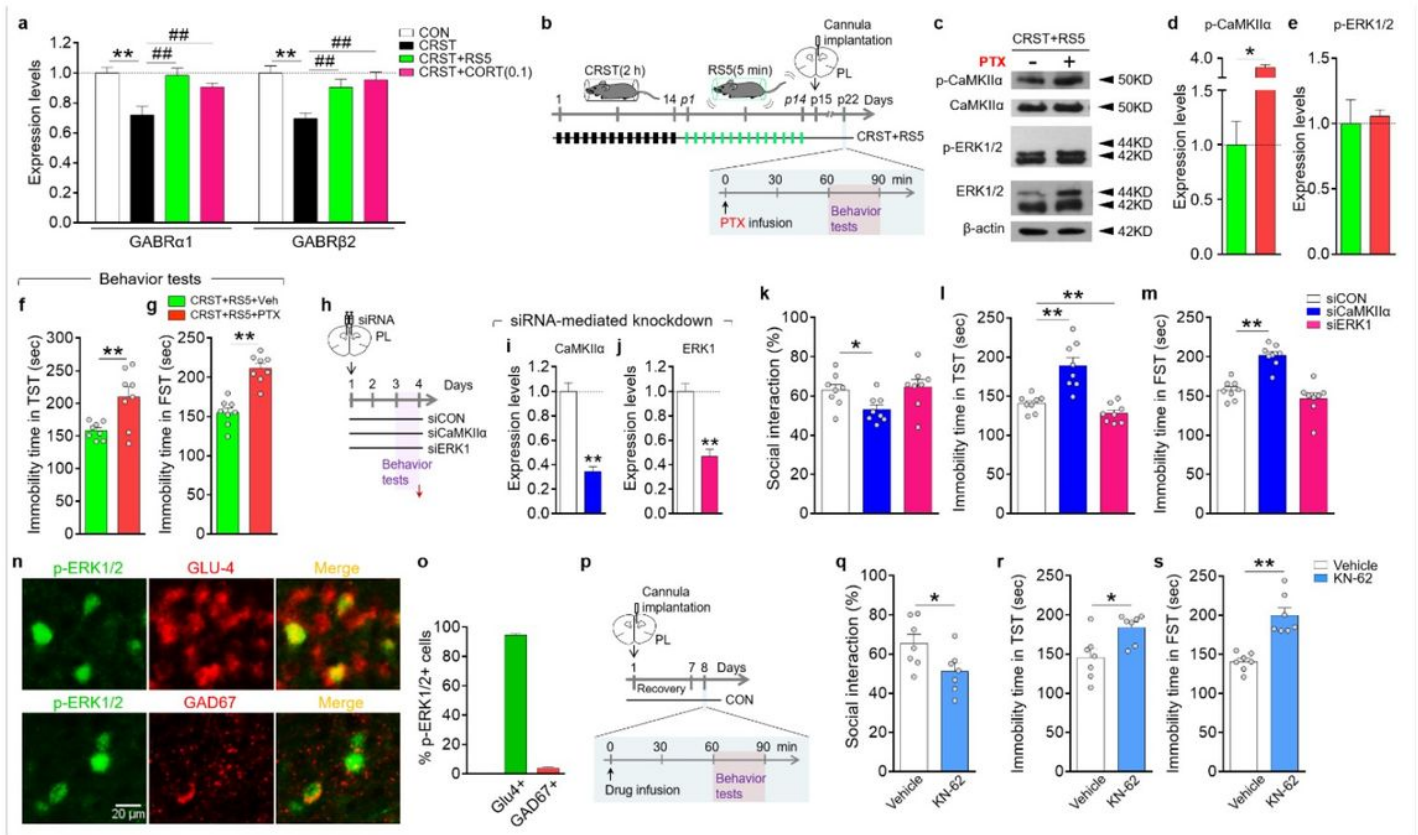 a
CON
CRST
CRST+RS5
CRST+CORT(0.1)
** ## ##
** ## ##
Expression levels
1.2
1.0
0.8
0.6
0.4
0.2
0.0
GABRα1
GABRβ2
b
Cannula
implantation
PL
CRST(2 h)
RS5(5 min)
1 14 p1 p14 p15 p22 Days
CRST+RS5
0 30 60 90 min
PTX infusion
Behavior
tests
c
CRST+RS5
PTX - +
p-CaMKIIα 50KD
CaMKIIα 50KD
p-ERK1/2 44KD
42KD
ERK1/2 44KD
42KD
β-actin 42KD
d
p-CaMKIIα
*
Expression levels
4.0
2.0
1.5
1.0
0.5
0.0
e
p-ERK1/2
Expression levels
1.5
1.0
0.5
0.0
Behavior tests
f
CRST+RS5+Veh
CRST+RS5+PTX
**
Immobility time in TST (sec)
300
250
200
150
100
50
0
g
**
Immobility time in FST (sec)
250
200
150
100
50
0
h
siRNA
PL
1 2 3 4 Days
siCON
siCaMKIIα
siERK1
Behavior
tests
siRNA-mediated knockdown
i
CaMKIIα
**
Expression levels
1.0
0.8
0.6
0.4
0.2
0.0
j
ERK1
**
Expression levels
1.0
0.8
0.6
0.4
0.2
0.0
k
*
Social interaction (%)
100
80
60
40
20
0
l
**
**
Immobility time in TST (sec)
250
200
150
100
50
0
m
siCON
siCaMKIIα
siERK1
**
Immobility time in FST (sec)
250
200
150
100
50
0
n
p-ERK1/2 GLU-4 Merge
p-ERK1/2 GAD67 Merge
20 µm
o
% p-ERK1/2+ cells
80
60
40
20
0
Glu4+
GAD67+
p
Cannula
implantation
PL
1 7 8 Days
Recovery
CON
0 30 60 90 min
Drug infusion
Behavior
tests
q
*
Social interaction (%)
100
80
60
40
20
0
Vehicle
KN-62
r
*
Immobility time in TST (sec)
250
200
150
100
50
0
Vehicle
KN-62
s
Vehicle
KN-62
**
Immobility time in FST (sec)
250
200
150
100
50
0
Vehicle
KN-62